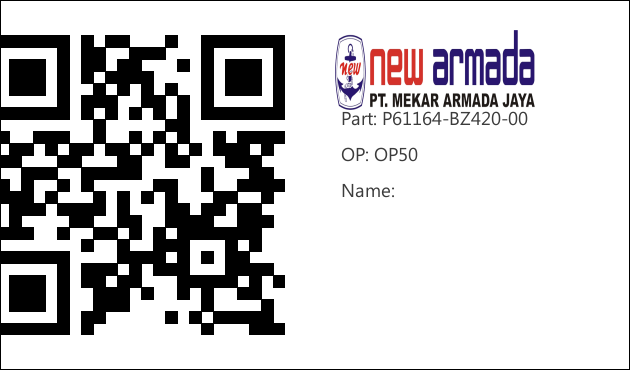 new
new armada
PT. MEKAR ARMADA JAYA
Part: P61164-BZ420-00
OP: OP50
Name: